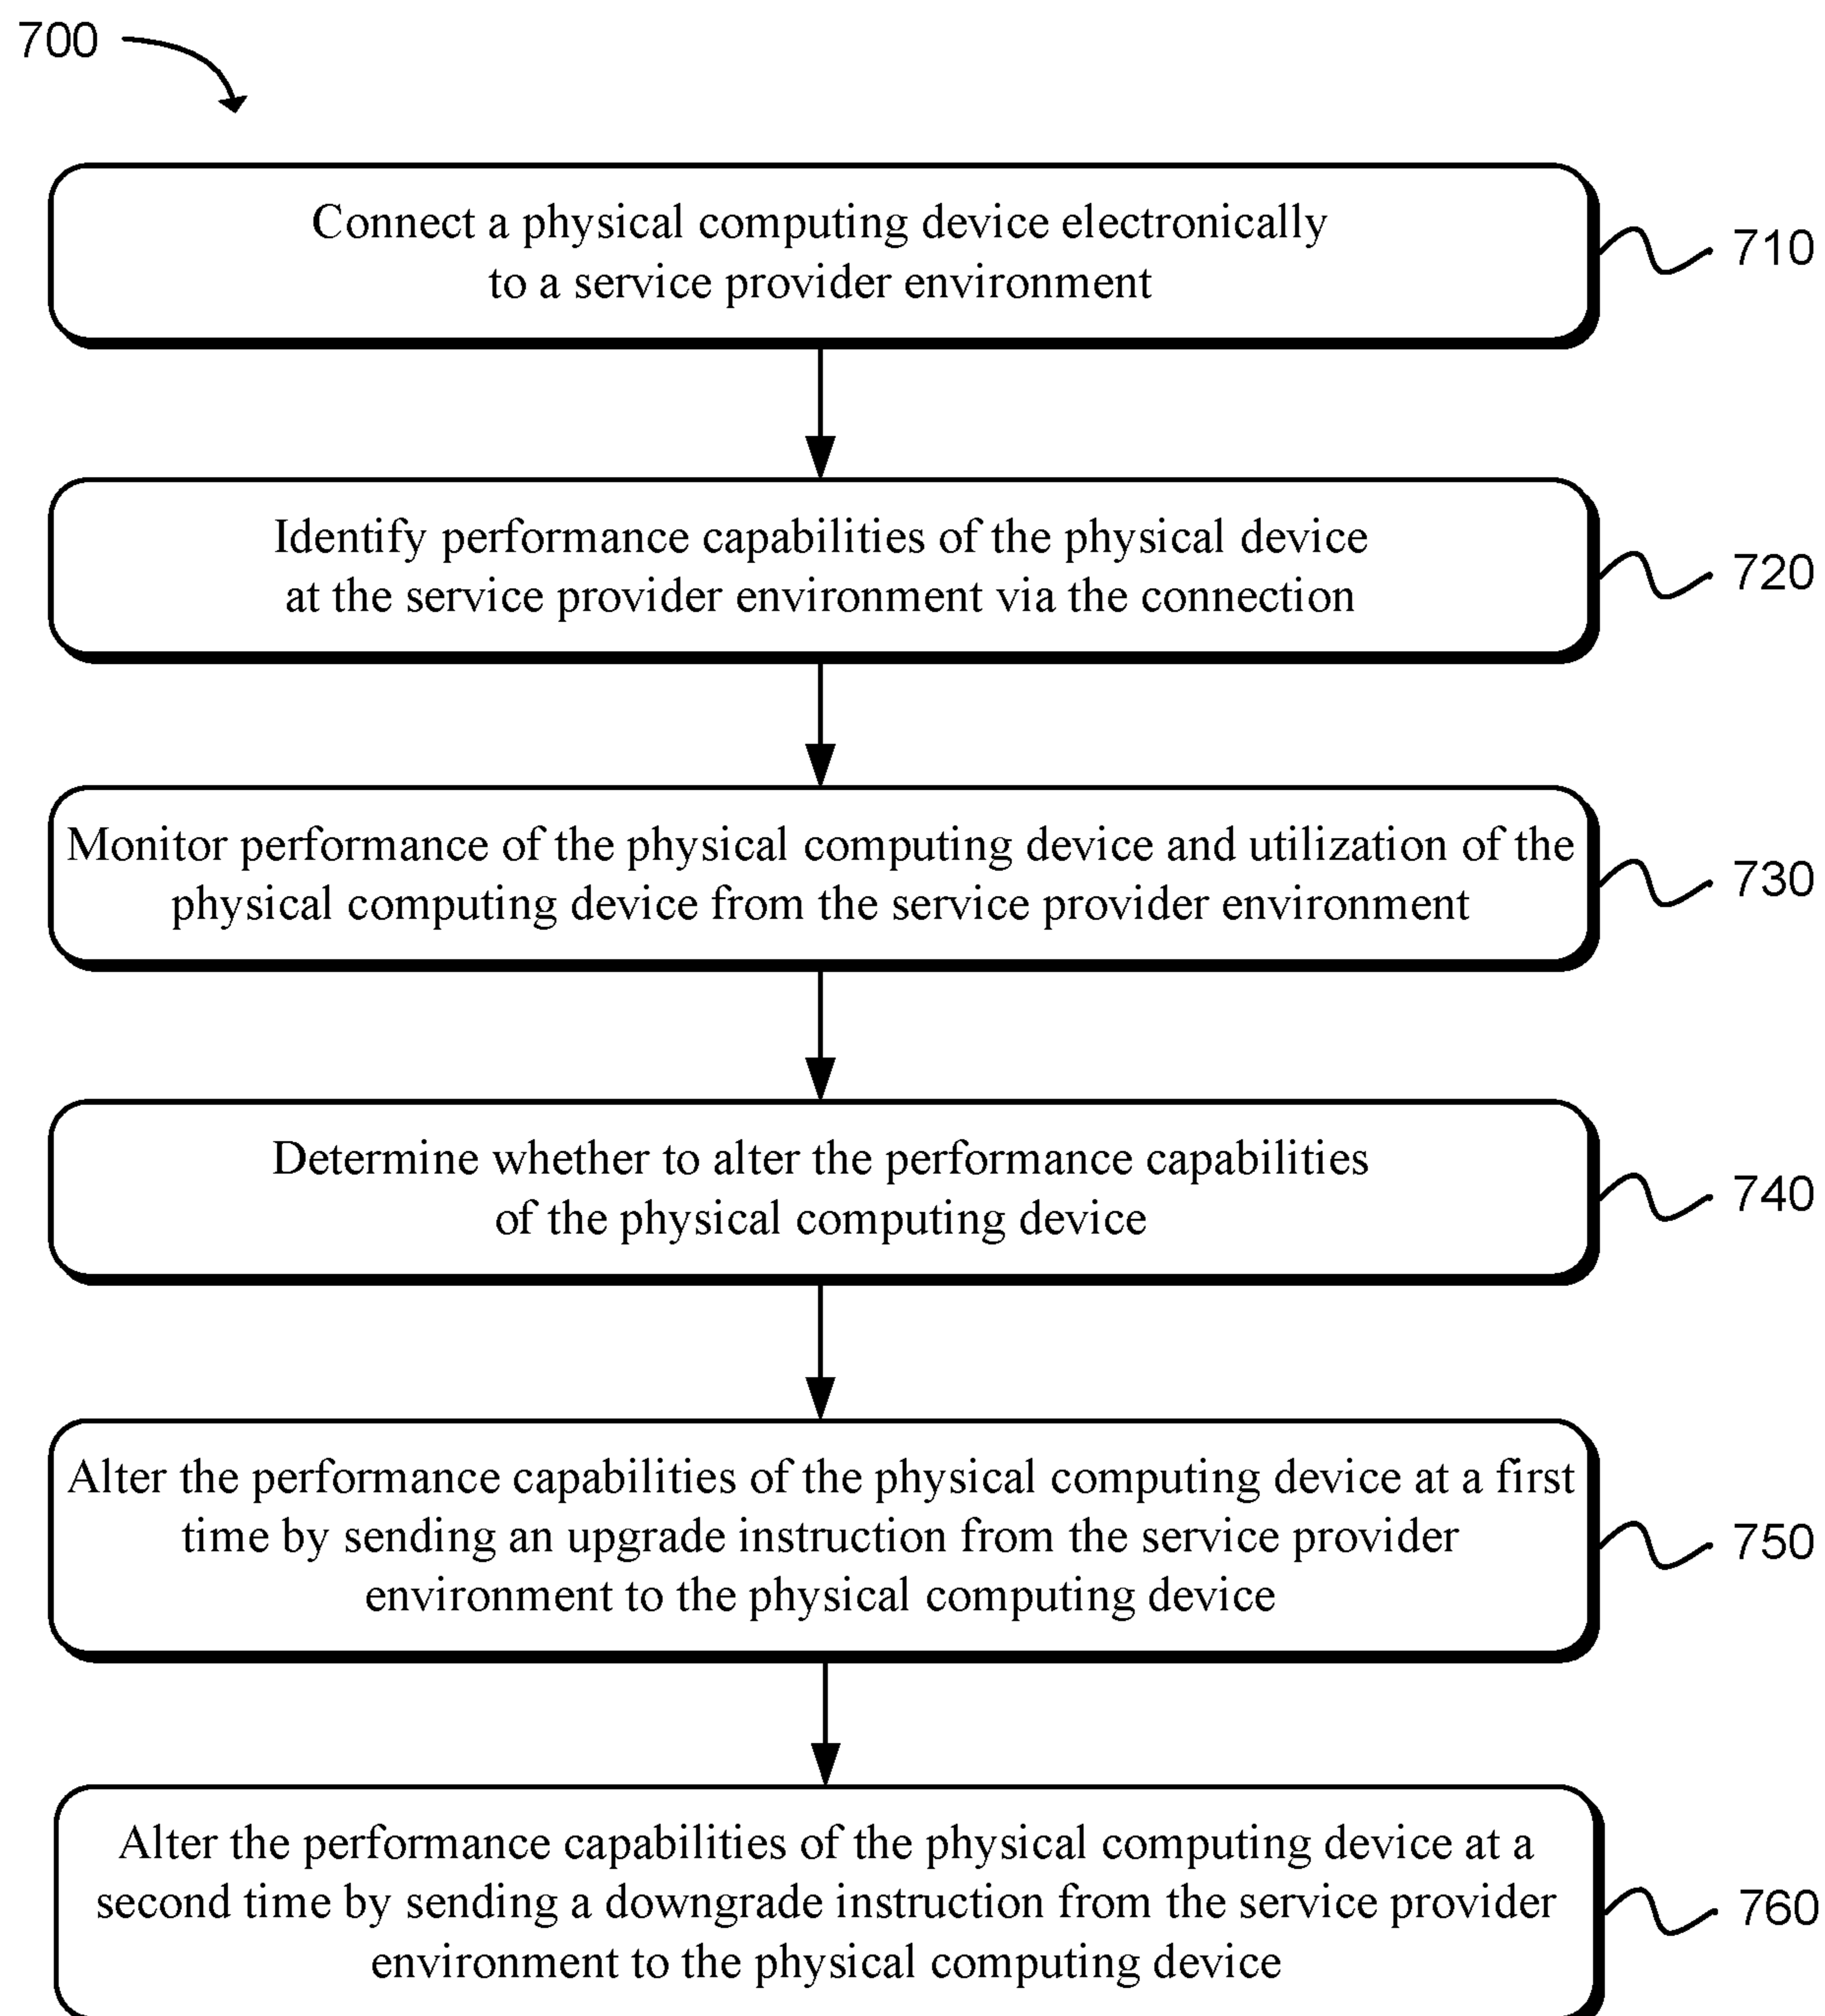 700
Connect a physical computing device electronically
to a service provider environment
710
Identify performance capabilities of the physical device
at the service provider environment via the connection
720
Monitor performance of the physical computing device and utilization of the
physical computing device from the service provider environment
730
Determine whether to alter the performance capabilities
of the physical computing device
740
Alter the performance capabilities of the physical computing device at a first
time by sending an upgrade instruction from the service provider
environment to the physical computing device
750
Alter the performance capabilities of the physical computing device at a
second time by sending a downgrade instruction from the service provider
environment to the physical computing device
760